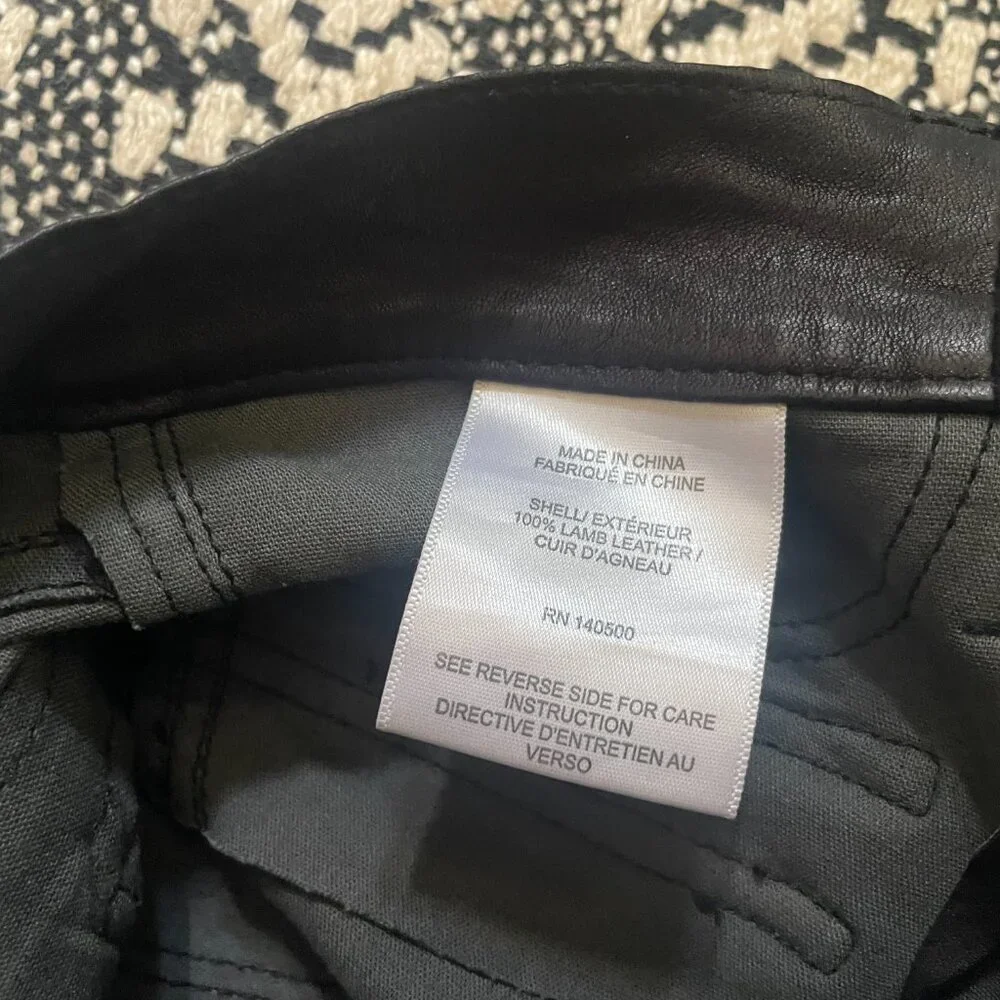 MADE IN CHINA
FABRIQUÉ EN CHINE
SHELL/ EXTÉRIEUR
100% LAMB LEATHER /
CUIR D'AGNEAU
RN 140500
SEE REVERSE SIDE FOR CARE
INSTRUCTION
DIRECTIVE D'ENTRETIEN AU
VERSO